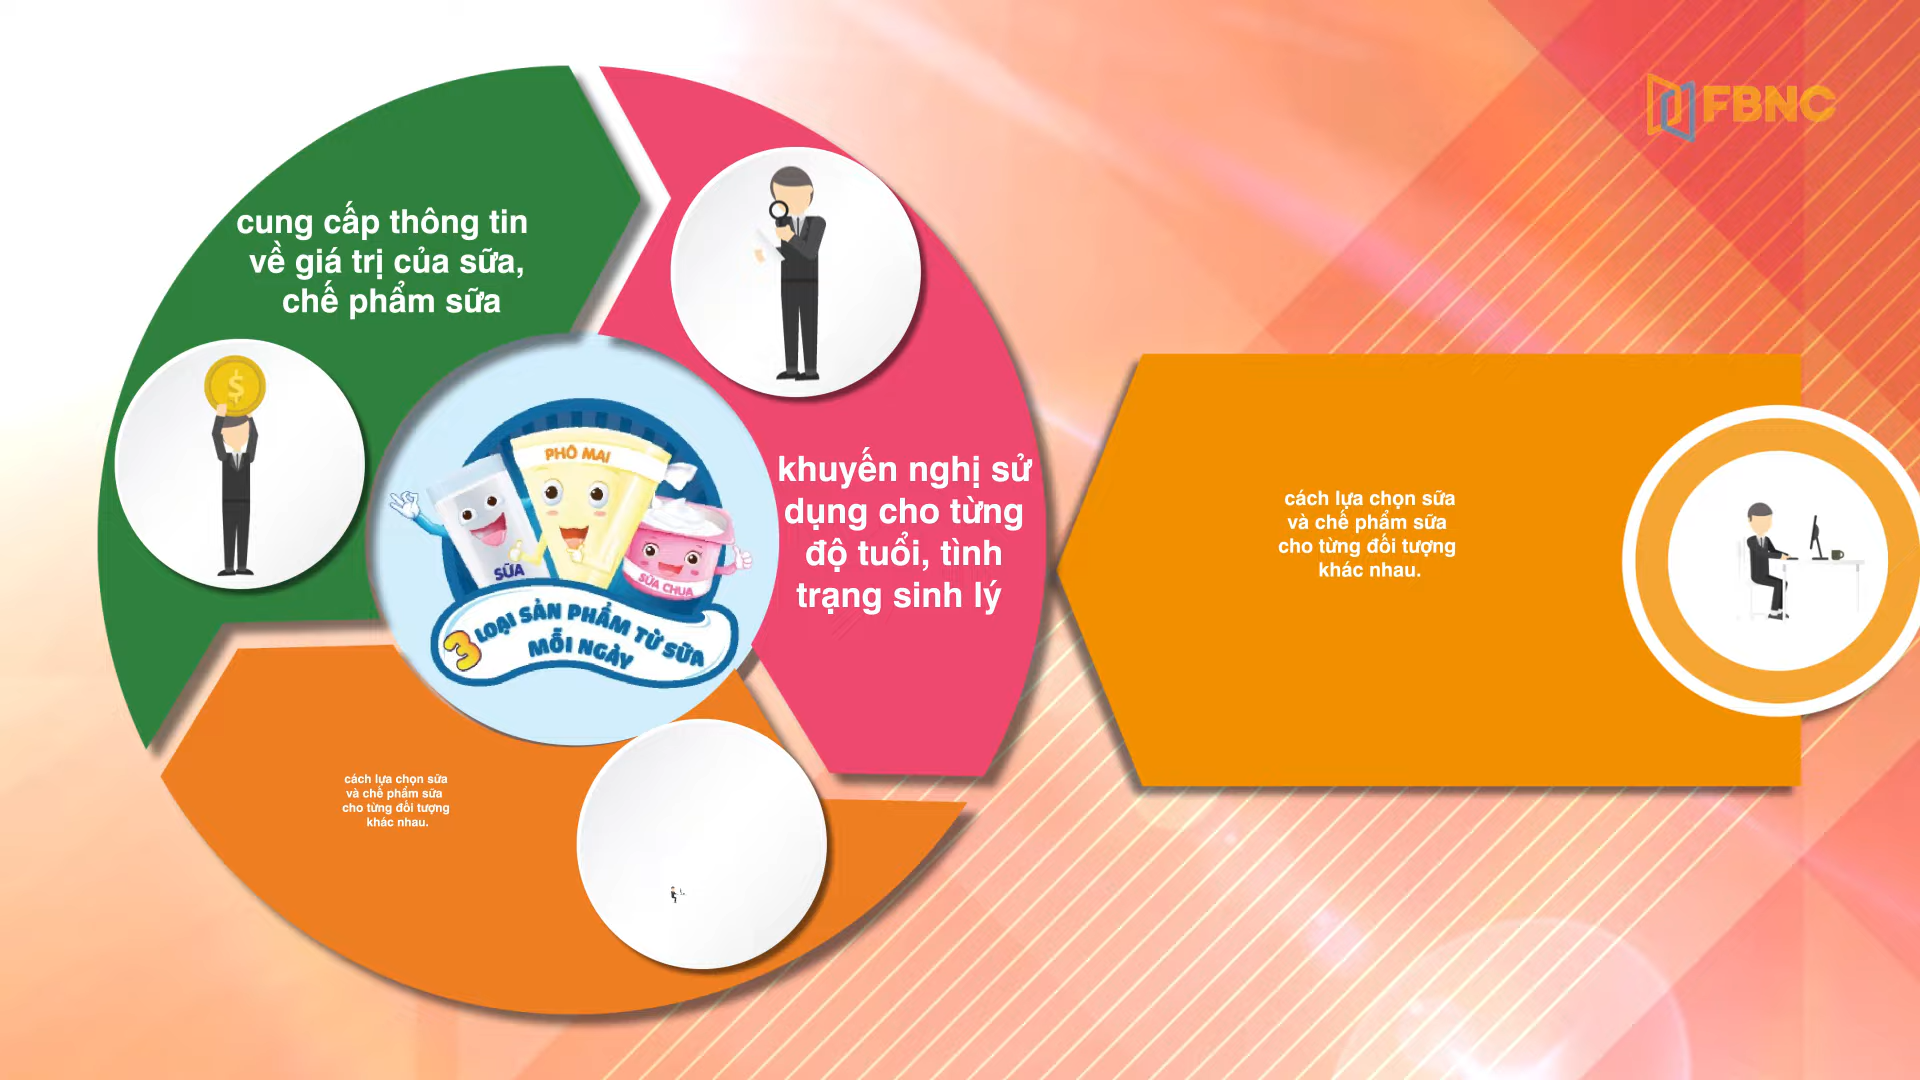 FBNC
cung cấp thông tin
về giá trị của sữa,
chế phẩm sữa
$
khuyến nghị sử
dụng cho từng
độ tuổi, tình
trạng sinh lý
PHÔ MAI
SỮA
SỮA CHUA
3 LOẠI SẢN PHẨM TỪ SỮA
MỖI NGÀY
cách lựa chọn sữa
và chế phẩm sữa
cho từng đối tượng
khác nhau.
cách lựa chọn sữa
và chế phẩm sữa
cho từng đối tượng
khác nhau.